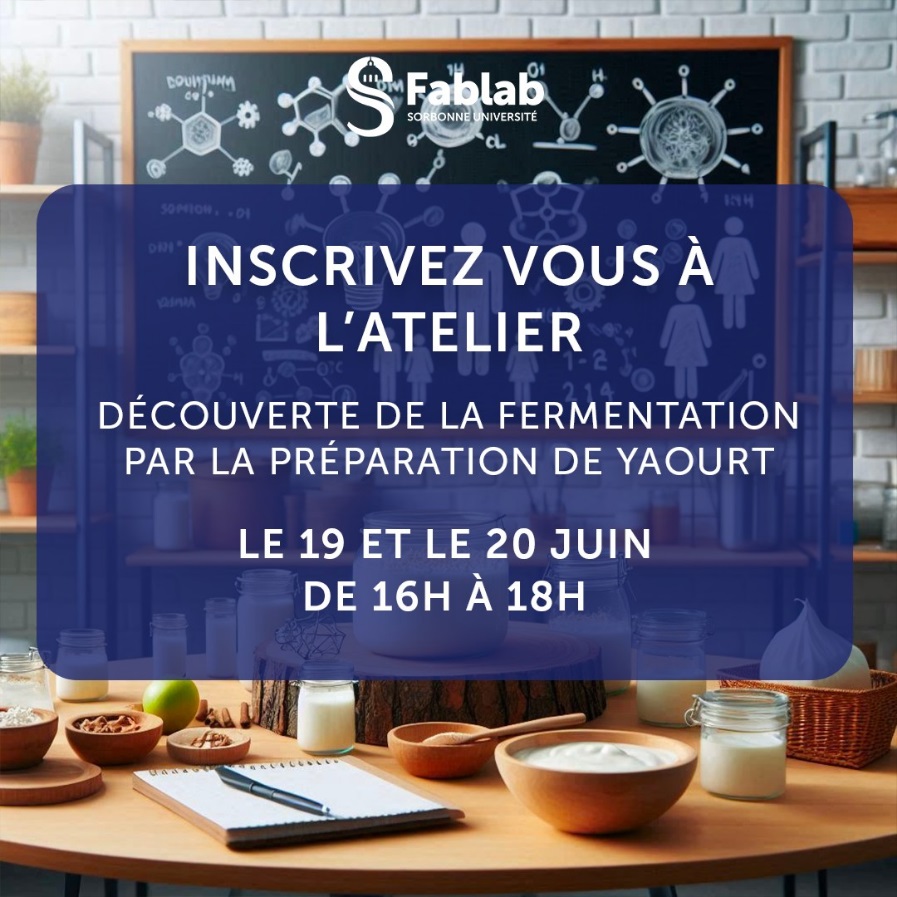 Fablab
SORBONNE UNIVERSITÉ
INSCRIVEZ VOUS À
L’ATELIER
DÉCOUVERTE DE LA FERMENTATION
PAR LA PRÉPARATION DE YAOURT
LE 19 ET LE 20 JUIN
DE 16H À 18H